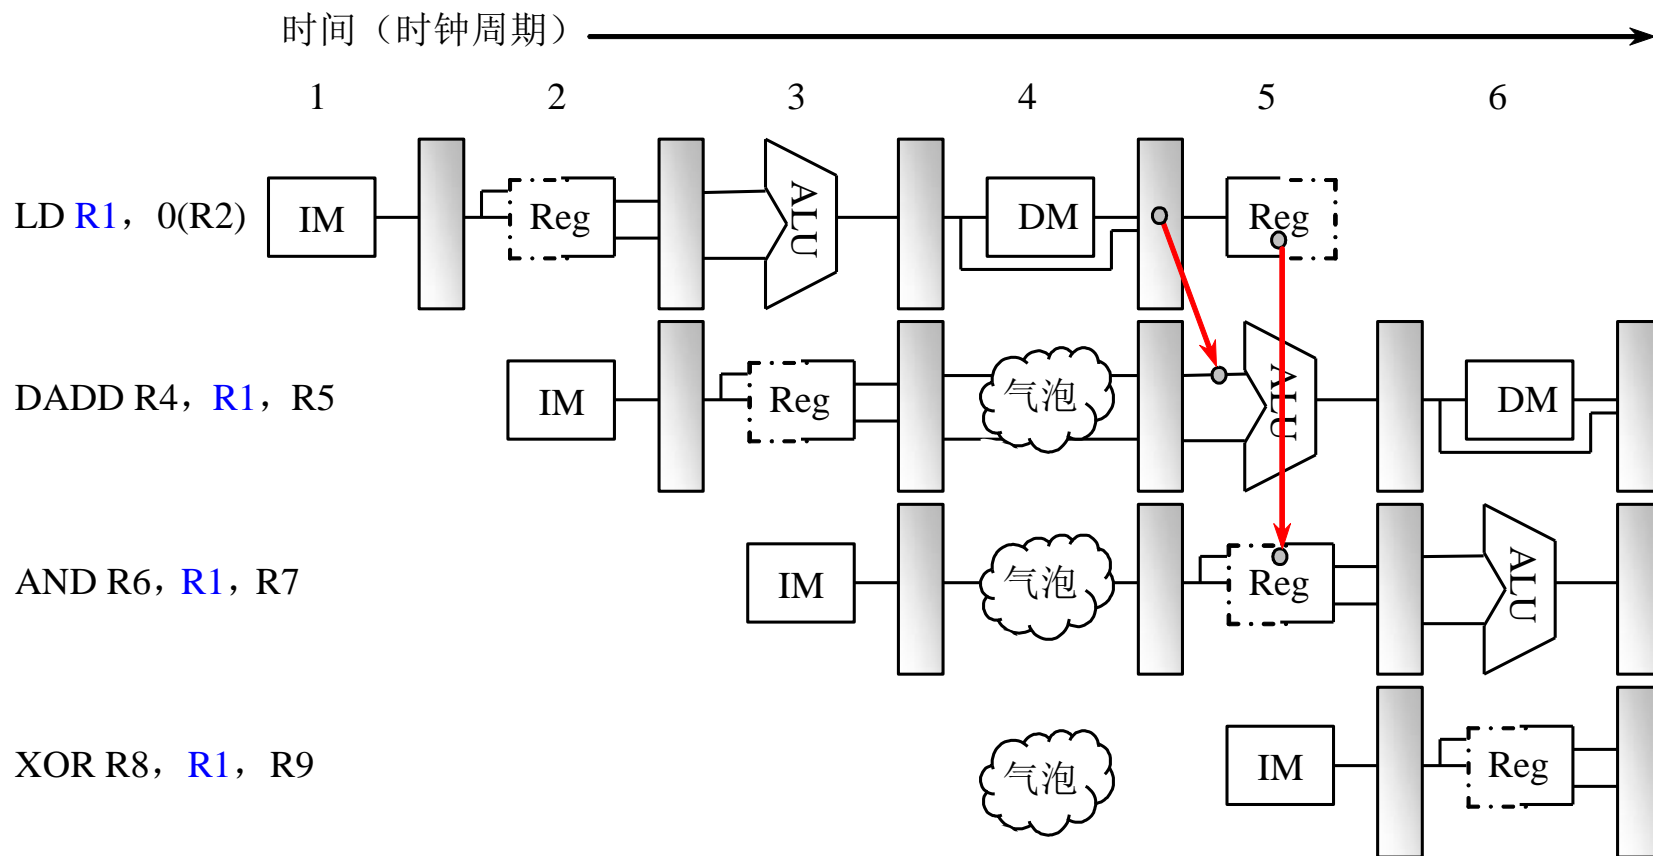 时间（时钟周期）
1 2 3 4 5 6
LD R1，0(R2) IM Reg ALU DM Reg
DADD R4，R1，R5 IM Reg 气泡 ALU DM
AND R6，R1，R7 IM 气泡 Reg ALU
XOR R8，R1，R9 气泡 IM Reg